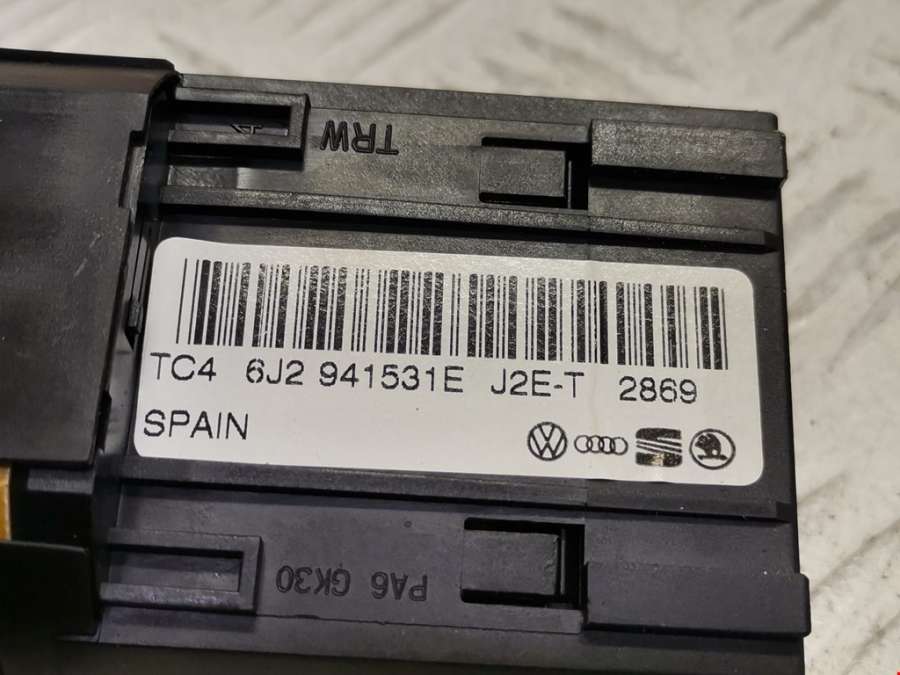 TRW
TC4 6J2 941531E J2E-T 2869
SPAIN
PA6 GK30